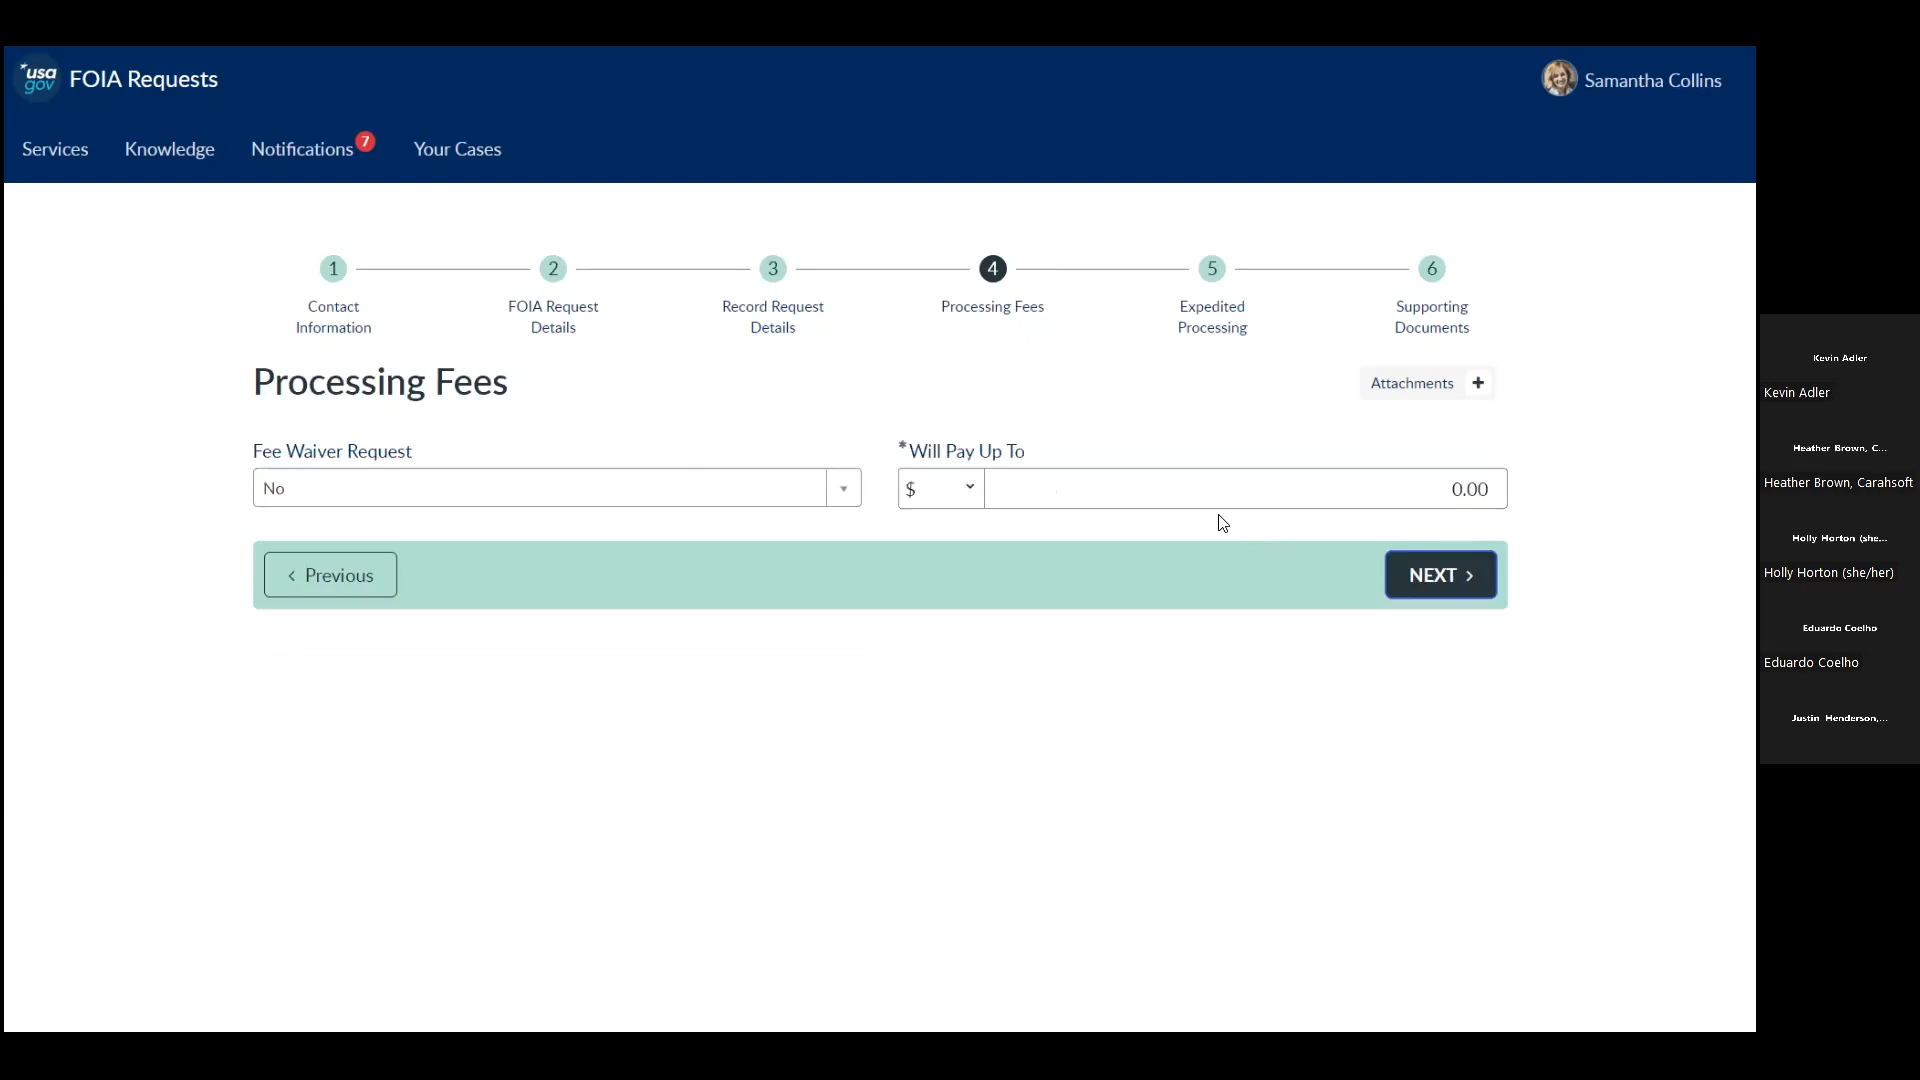 usa
gov
FOIA Requests
Samantha Collins
Services
Knowledge
Notifications
7
Your Cases
1
2
3
4
5
6
Contact
Information
FOIA Request
Details
Record Request
Details
Processing Fees
Expedited
Processing
Supporting
Documents
Processing Fees
Attachments +
Fee Waiver Request
*Will Pay Up To
No
$
0.00
Previous
NEXT
Kevin Adler
Kevin Adler
Heather Brown, C...
Heather Brown, Carahsoft
Holly Horton (she...
Holly Horton (she/her)
Eduardo Coelho
Eduardo Coelho
Justin Henderson,...